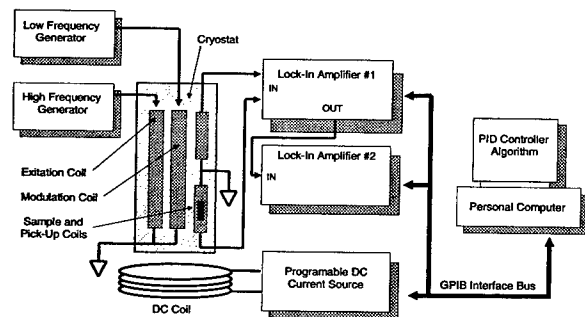 Low Frequency
Generator
Cryostat
High Frequency
Generator
Lock-In Amplifier #1
IN
OUT
PID Controller
Algorithm
Exitation Coil
Modulation Coil
Lock-In Amplifier #2
IN
Personal Computer
Sample and
Pick-Up Coils
Programable DC
Current Source
GPIB Interface Bus
DC Coil